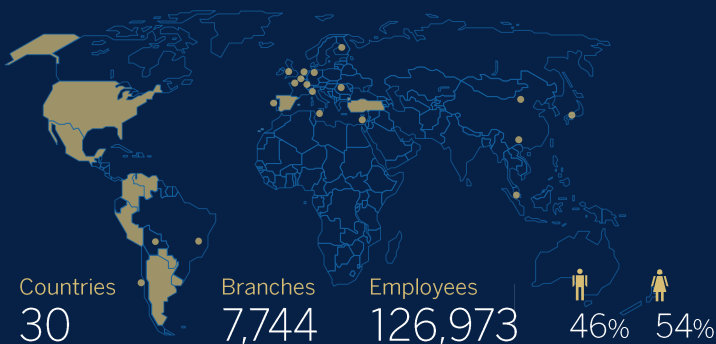 Countries
30
Branches
7,744
Employees
126,973
46%
54%